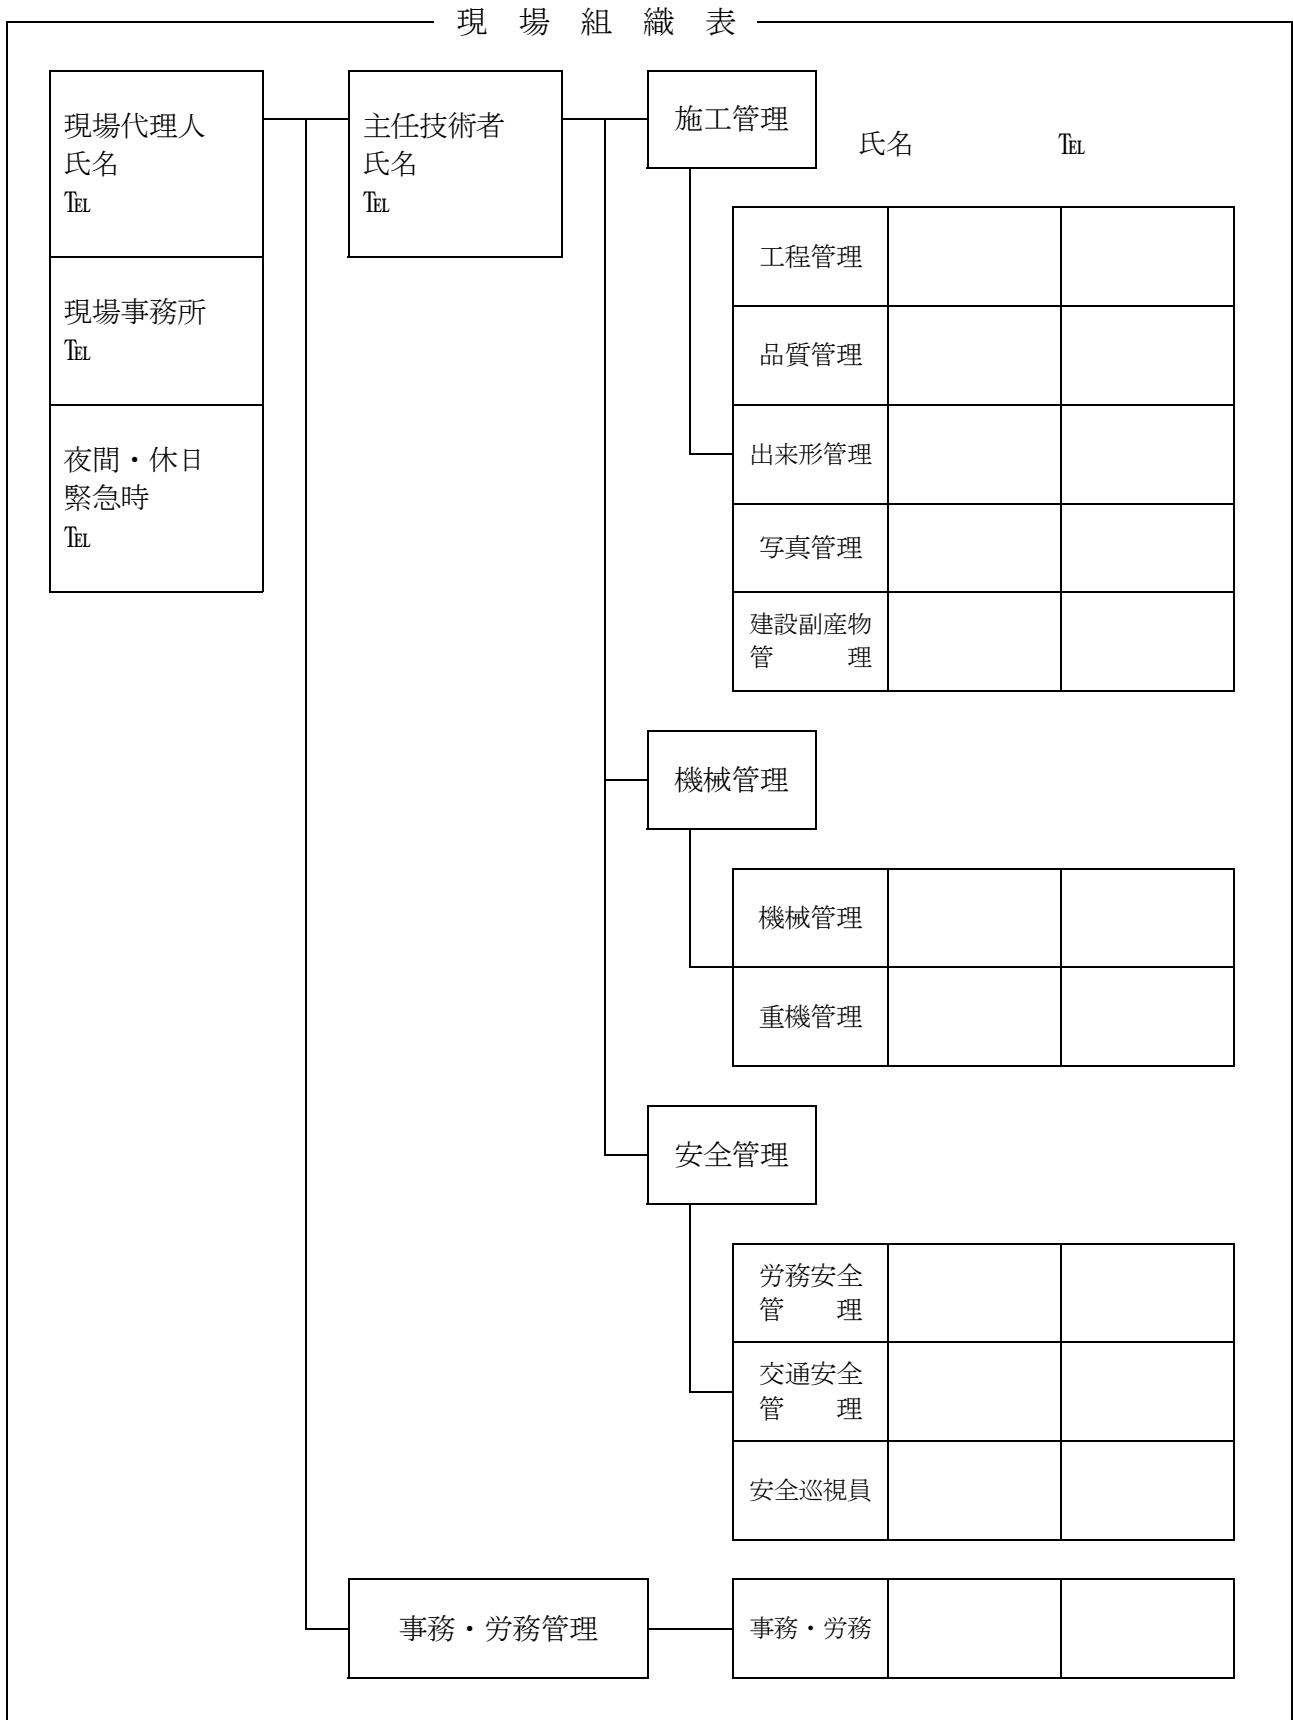 現場組織表
現場代理人
氏名
℡
現場事務所
℡
夜間・休日
緊急時
℡
主任技術者
氏名
℡
施工管理
氏名 ℡
工程管理
品質管理
出来形管理
写真管理
建設副産物
管理
機械管理
機械管理
重機管理
安全管理
労務安全
管理
交通安全
管理
安全巡視員
事務・労務管理
事務・労務